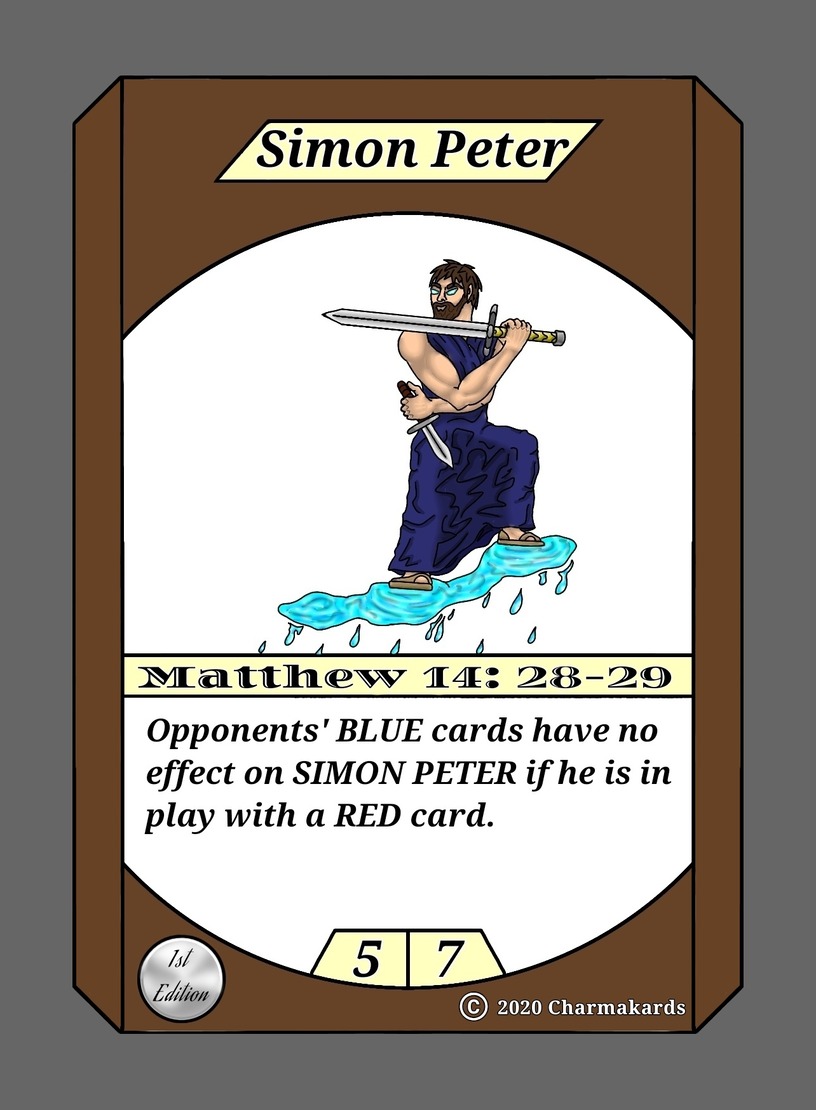 Simon Peter
Matthew 14: 28-29
Opponents' BLUE cards have no
effect on SIMON PETER if he is in
play with a RED card.
5 7
1st
Edition
© 2020 Charmakards